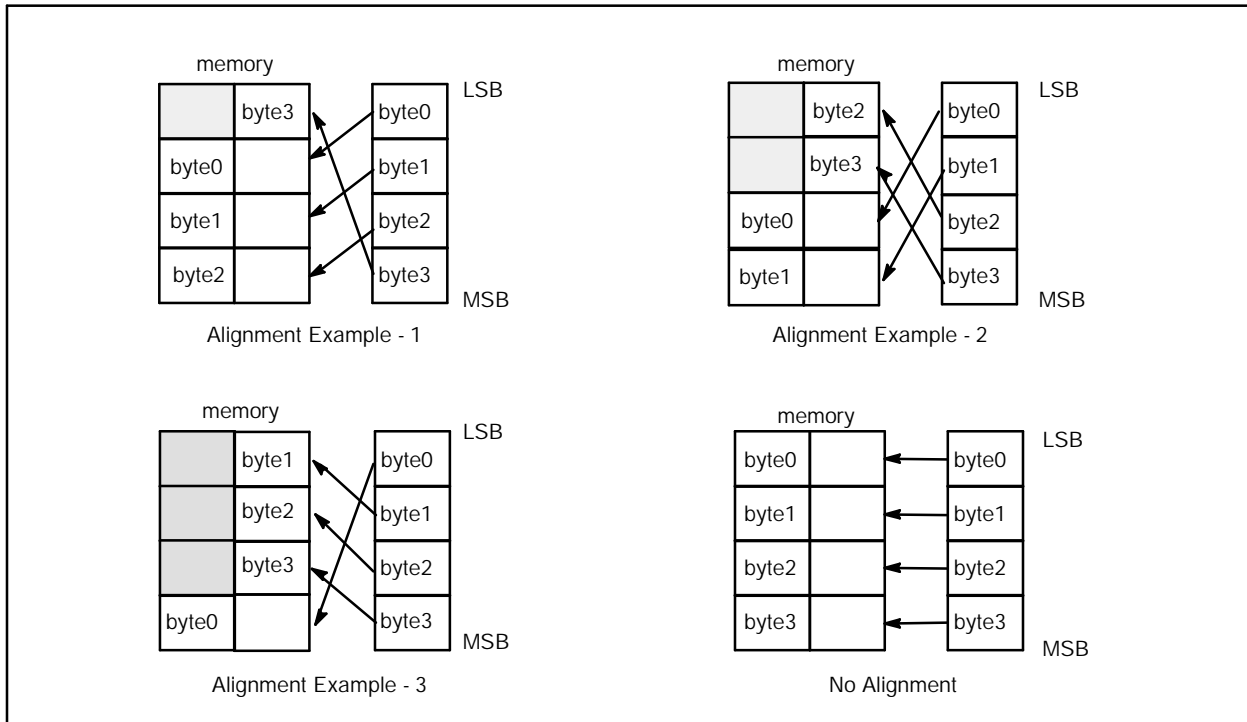 memory
LSB
byte3
byte0
byte0
byte1
byte1
byte2
byte2
byte3
MSB
Alignment Example - 1
memory
LSB
byte2
byte0
byte3
byte1
byte0
byte2
byte1
byte3
MSB
Alignment Example - 2
memory
LSB
byte1
byte0
byte2
byte1
byte3
byte2
byte0
byte3
MSB
Alignment Example - 3
memory
LSB
byte0
byte0
byte1
byte1
byte2
byte2
byte3
byte3
MSB
No Alignment